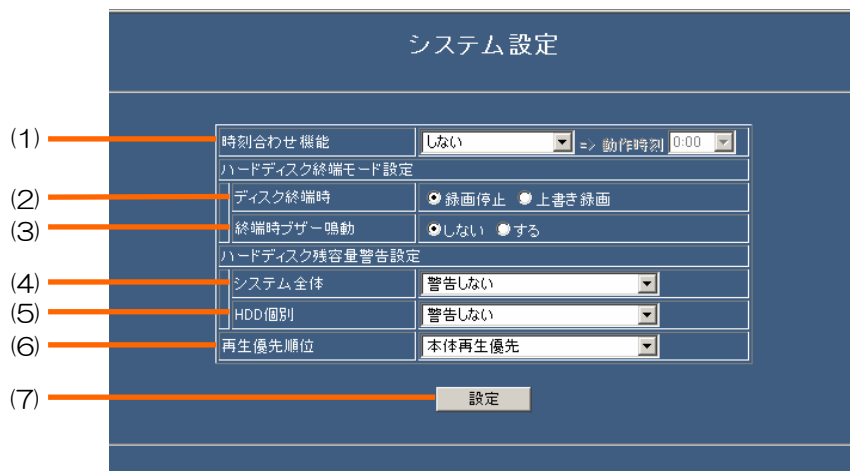 システム設定
(1) 時刻合わせ機能 しない => 動作時刻 0:00
ハードディスク終端モード設定
(2) ディスク終端時 録画停止 上書き録画
(3) 終端時ブザー鳴動 しない する
ハードディスク残容量警告設定
(4) システム全体 警告しない
(5) HDD個別 警告しない
(6) 再生優先順位 本体再生優先
(7) 設定